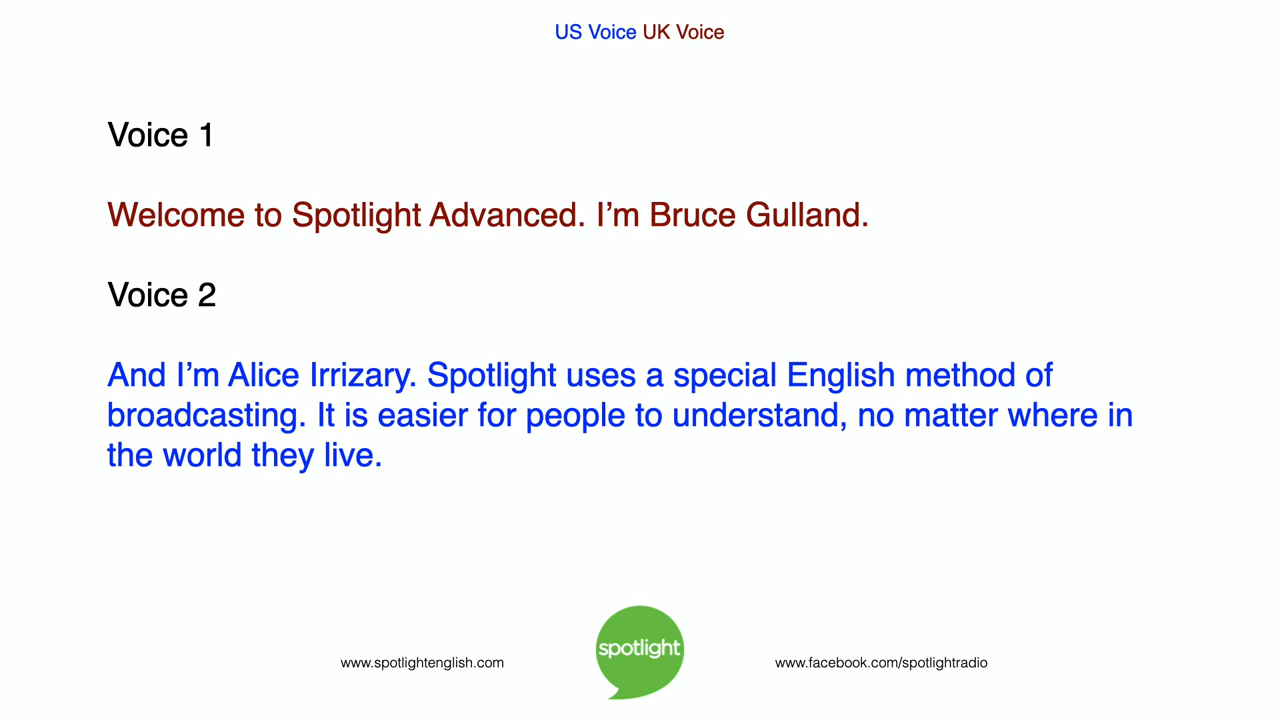 US Voice UK Voice
Voice 1
Welcome to Spotlight Advanced. I’m Bruce Gulland.
Voice 2
And I’m Alice Irrizary. Spotlight uses a special English method of
broadcasting. It is easier for people to understand, no matter where in
the world they live.
www.spotlightenglish.com
spotlight
www.facebook.com/spotlightradio